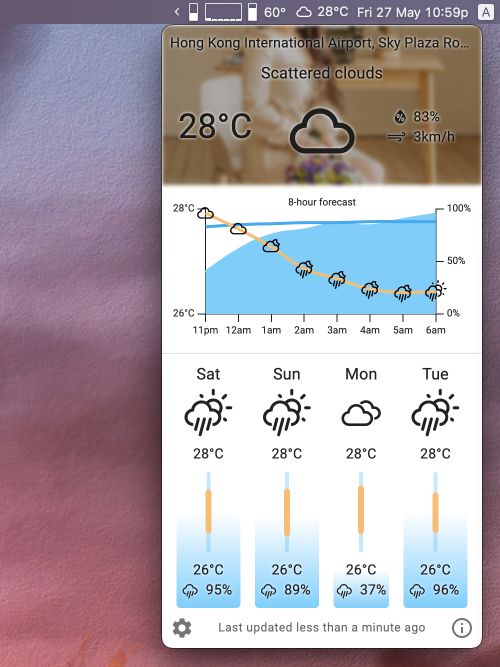 60° 28°C Fri 27 May 10:59p A
Hong Kong International Airport, Sky Plaza Ro...
Scattered clouds
28°C
83%
3km/h
8-hour forecast
28°C 100%
50%
26°C 0%
11pm 12am 1am 2am 3am 4am 5am 6am
Sat Sun Mon Tue
28°C 28°C 28°C 28°C
26°C 26°C 26°C 26°C
95% 89% 37% 96%
Last updated less than a minute ago